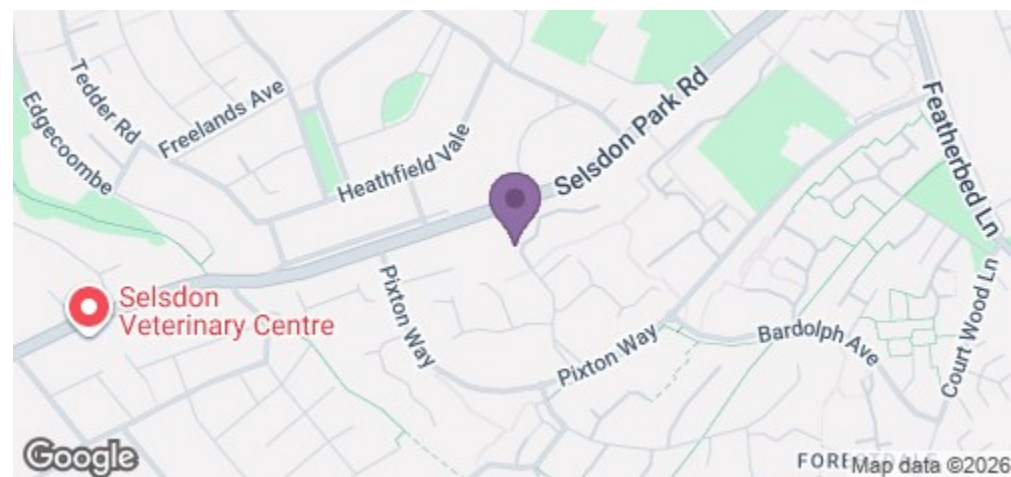 Tedder Rd
Edgecoombe
Freelands Ave
Heathfield Vale
Selsdon Park Rd
Featherbed Ln
Selsdon
Veterinary Centre
Pixton Way
Pixton Way
Bardolph Ave
Court Wood Ln
Google
Map data ©2026